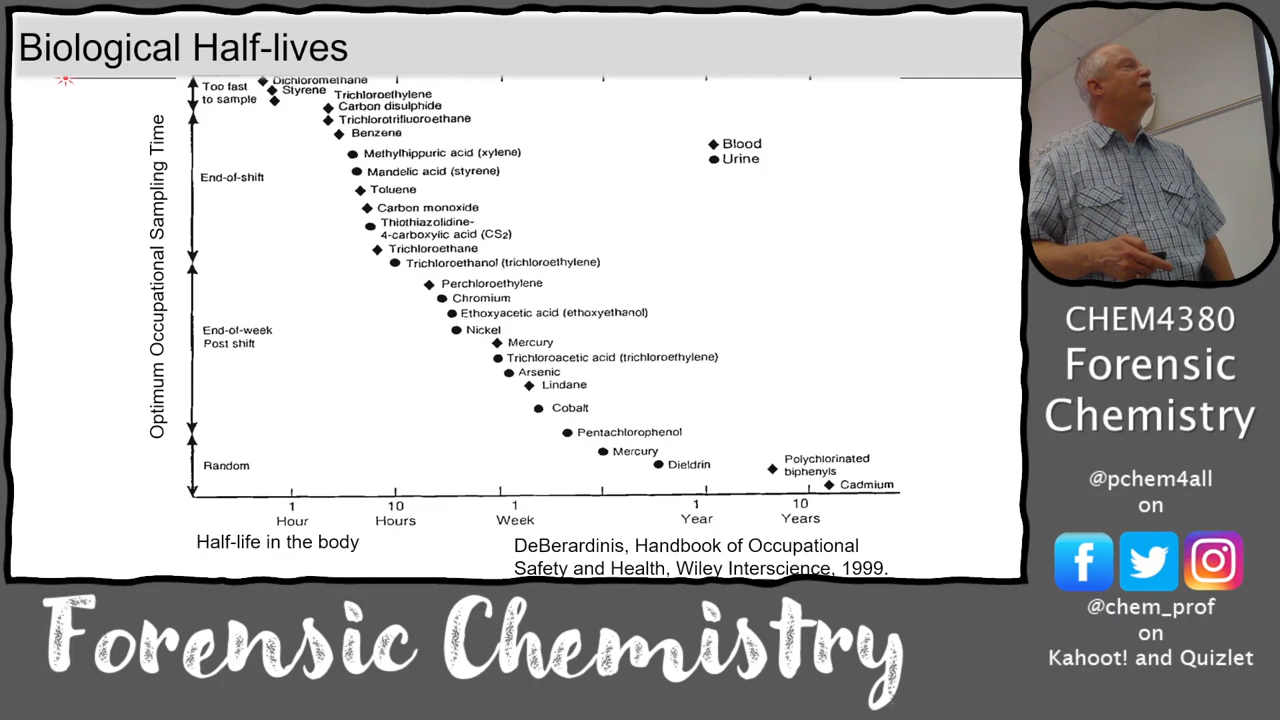 Biological Half-lives
Optimum Occupational Sampling Time
Too fast
to sample
End-of-shift
End-of-week
Post shift
Random
Dichloromethane
Styrene
Trichloroethylene
Carbon disulphide
Trichlorotrifluoroethane
Benzene
Methylhippuric acid (xylene)
Mandelic acid (styrene)
Toluene
Carbon monoxide
Thiothiazolidine-
4-carboxylic acid (CS2)
Trichloroethane
Trichloroethanol (trichloroethylene)
Perchloroethylene
Chromium
Ethoxyacetic acid (ethoxyethanol)
Nickel
Mercury
Trichloroacetic acid (trichloroethylene)
Arsenic
Lindane
Cobalt
Pentachlorophenol
Mercury
Dieldrin
Polychlorinated
biphenyls
Cadmium
Blood
Urine
1
Hour
10
Hours
1
Week
1
Year
10
Years
Half-life in the body
DeBerardinis, Handbook of Occupational
Safety and Health, Wiley Interscience, 1999.
CHEM4380
Forensic
Chemistry
@pchem4all
on
@chem_prof
on
Kahoot! and Quizlet
Forensic Chemistry